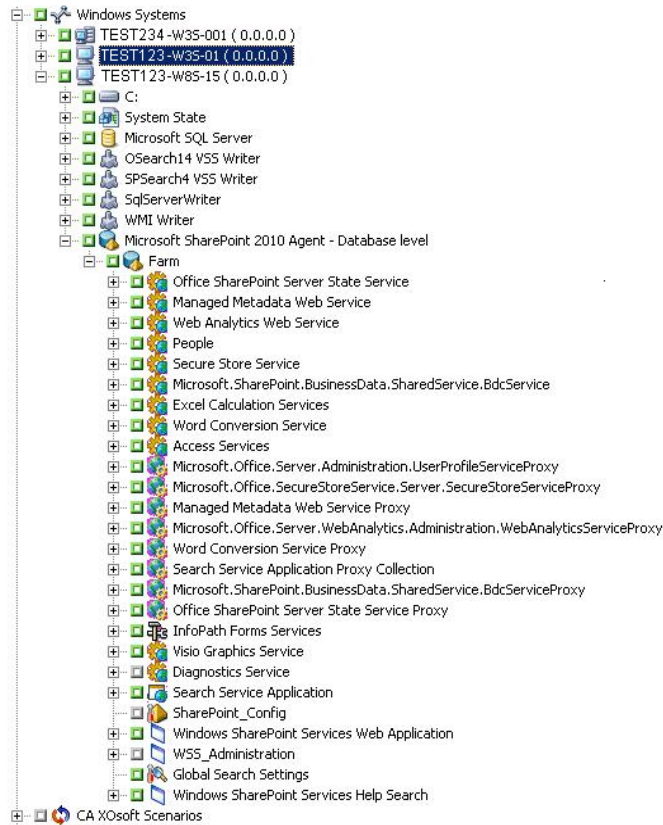 Windows Systems
TEST234-W3S-001 ( 0.0.0.0 )
TEST123-W3S-01 ( 0.0.0.0 )
TEST123-W8S-15 ( 0.0.0.0 )
C:
System State
Microsoft SQL Server
OSearch14 VSS Writer
SPSearch4 VSS Writer
SqlServerWriter
WMI Writer
Microsoft SharePoint 2010 Agent - Database level
Farm
Office SharePoint Server State Service
Managed Metadata Web Service
Web Analytics Web Service
People
Secure Store Service
Microsoft.SharePoint.BusinessData.SharedService.BdcService
Excel Calculation Services
Word Conversion Service
Access Services
Microsoft.Office.Server.Administration.UserProfileServiceProxy
Microsoft.Office.SecureStoreService.Server.SecureStoreServiceProxy
Managed Metadata Web Service Proxy
Microsoft.Office.Server.WebAnalytics.Administration.WebAnalyticsServiceProxy
Word Conversion Service Proxy
Search Service Application Proxy Collection
Microsoft.SharePoint.BusinessData.SharedService.BdcServiceProxy
Office SharePoint Server State Service Proxy
InfoPath Forms Services
Visio Graphics Service
Diagnostics Service
Search Service Application
SharePoint_Config
Windows SharePoint Services Web Application
WSS_Administration
Global Search Settings
Windows SharePoint Services Help Search
CA XOsoft Scenarios